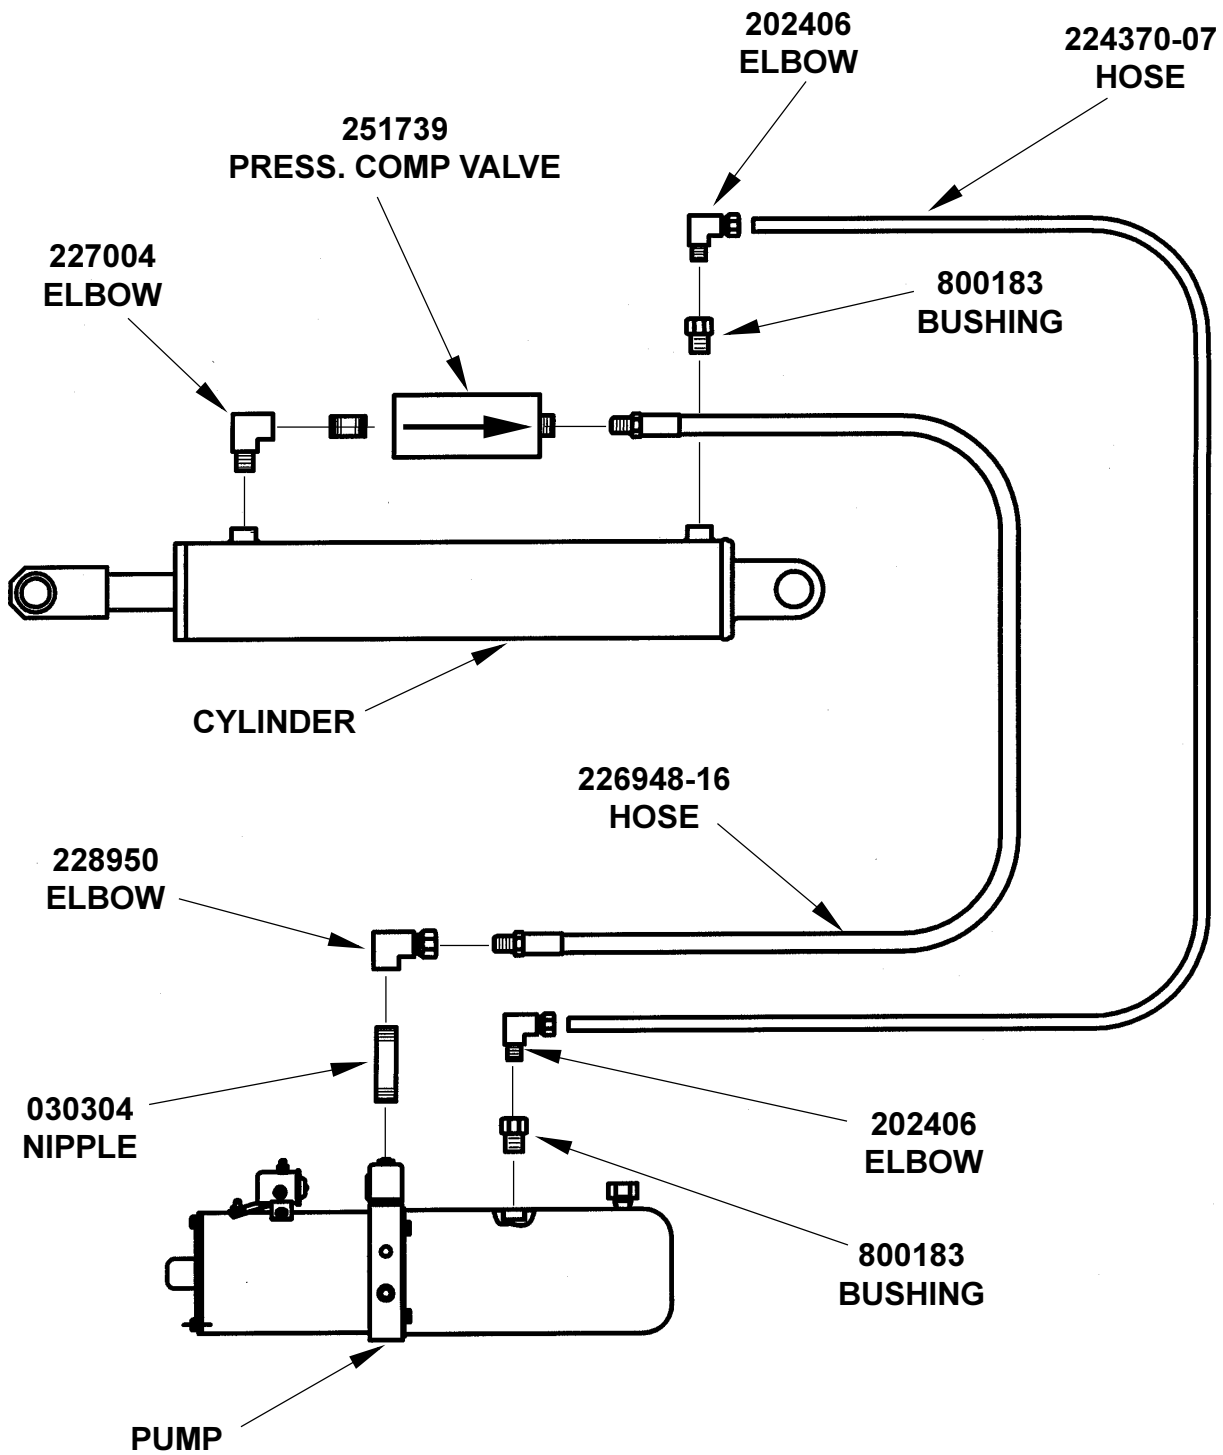 202406
ELBOW
224370-07
HOSE
251739
PRESS. COMP VALVE
227004
ELBOW
800183
BUSHING
CYLINDER
226948-16
HOSE
228950
ELBOW
030304
NIPPLE
202406
ELBOW
800183
BUSHING
PUMP